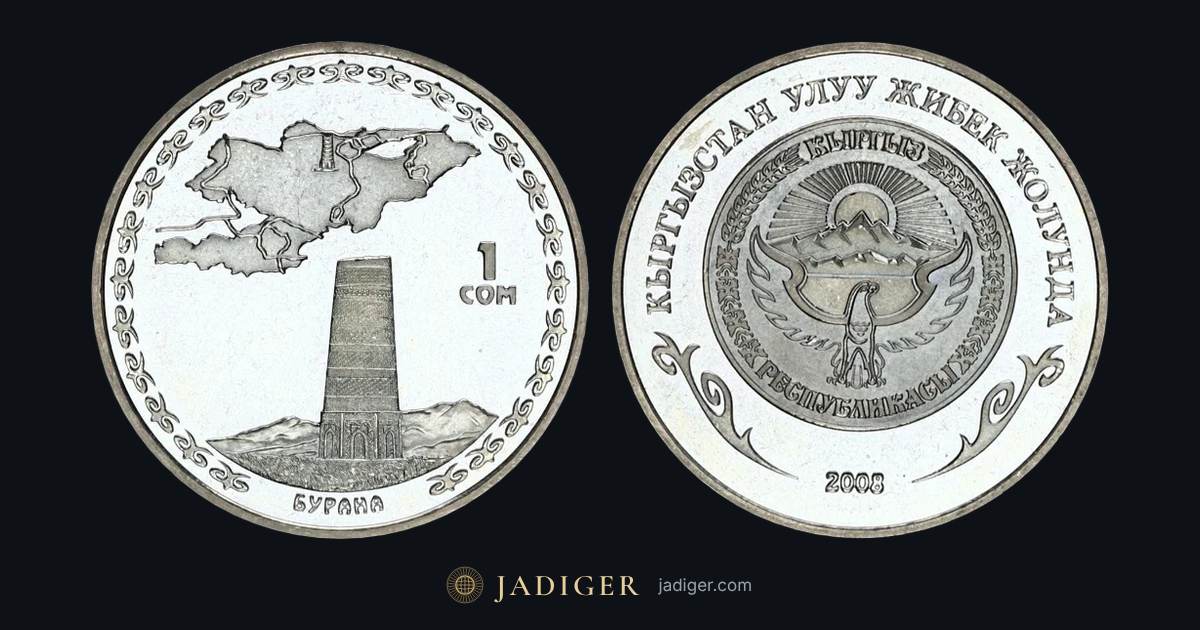 1
СОМ
БУРАНА
КЫРГЫЗСТАН УЛУУ ЖИБЕК ЖОЛУНДА
КЫРГЫЗ
РЕСПУБЛИКАСЫ
2008
JADIGER jadiger.com